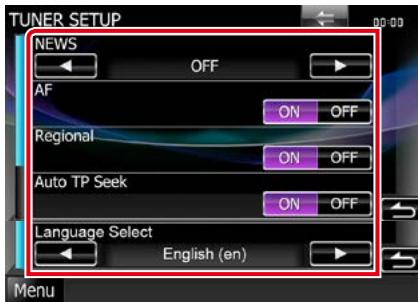 TUNER SETUP
00:00
NEWS
OFF
AF
ON OFF
Regional
ON OFF
Auto TP Seek
ON OFF
Language Select
English (en)
Menu